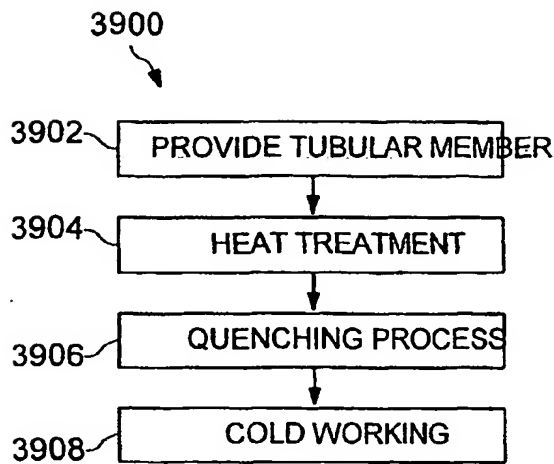 3900
3902 PROVIDE TUBULAR MEMBER
3904 HEAT TREATMENT
3906 QUENCHING PROCESS
3908 COLD WORKING